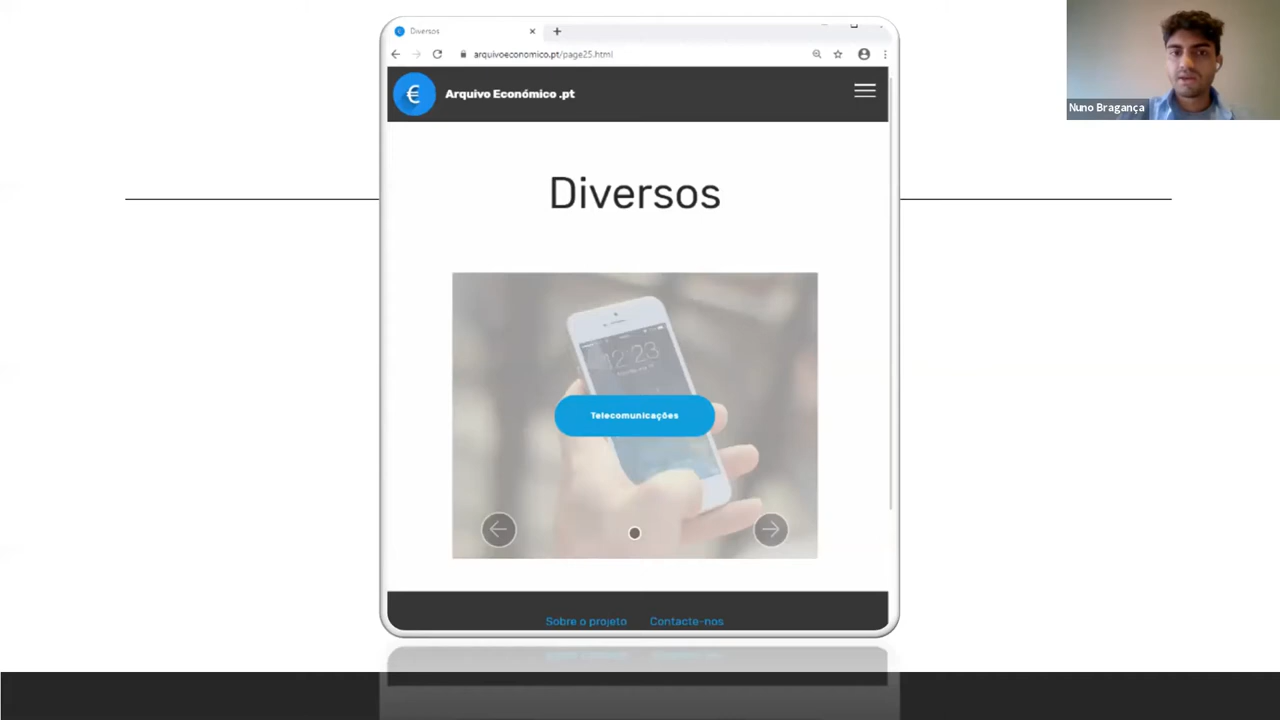 Diversos
arquivoeconomico.pt/page25.html
€
Arquivo Económico .pt
Nuno Bragança
Diversos
12:23
Telecomunicações
Sobre o projeto
Contacte-nos